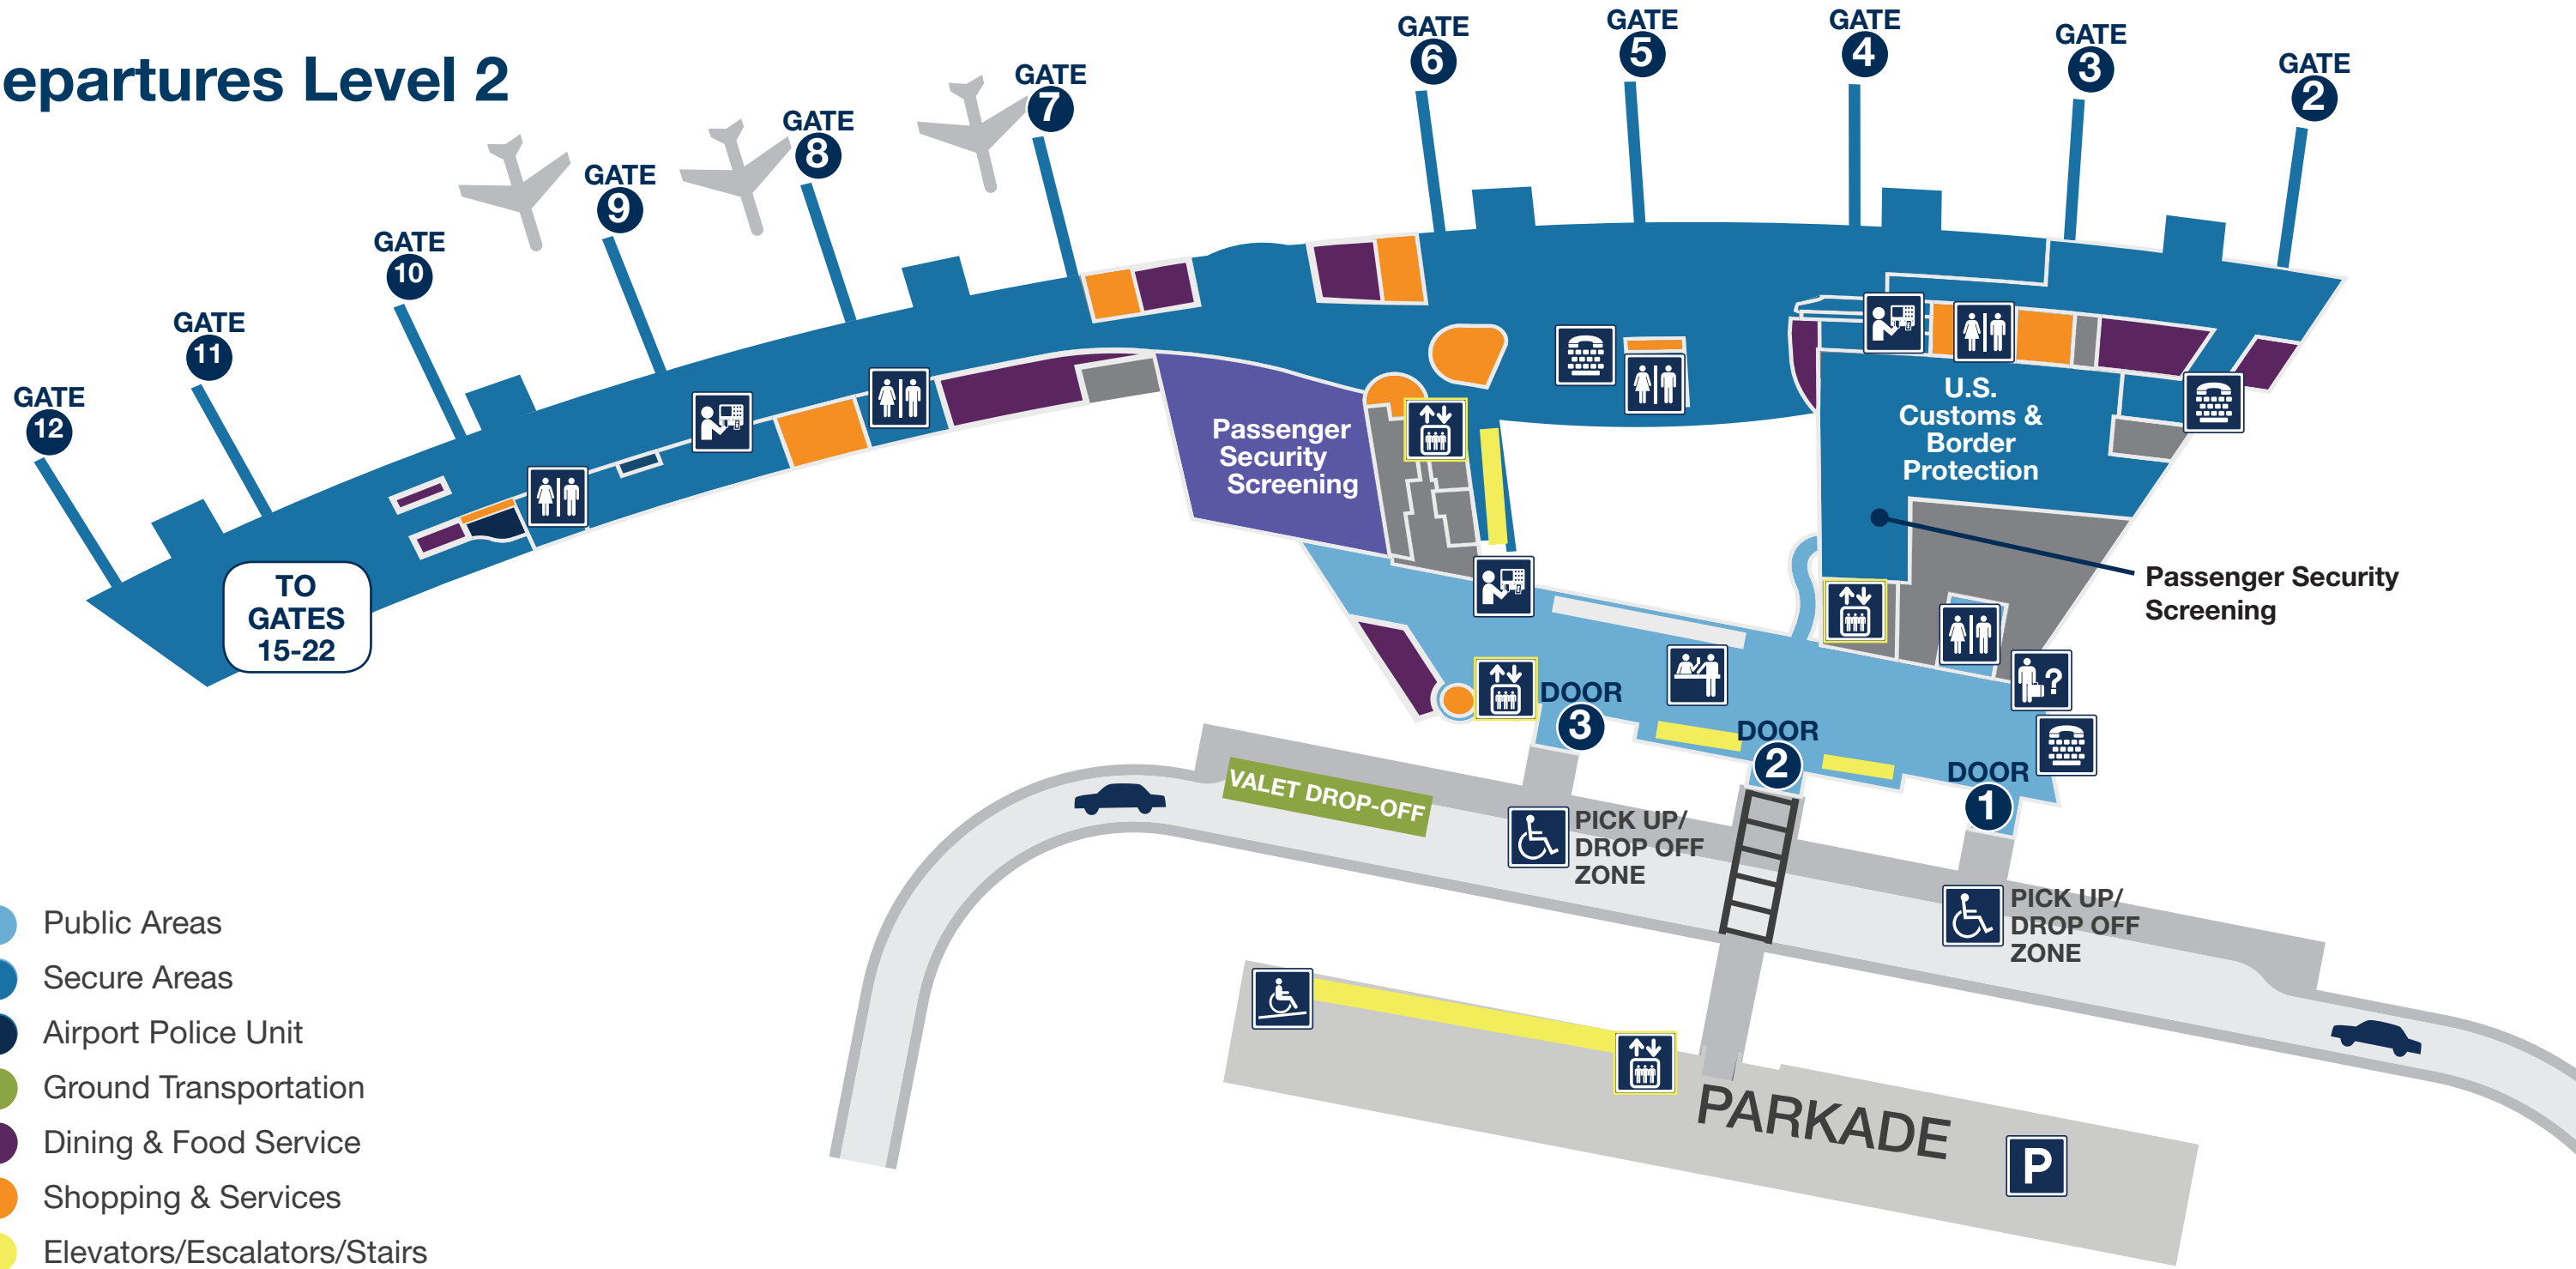 epartures Level 2
GATE
12
GATE
11
GATE
10
GATE
9
GATE
8
GATE
7
GATE
6
GATE
5
GATE
4
GATE
3
GATE
2
TO
GATES
15-22
Passenger
Security
Screening
U.S.
Customs &
Border
Protection
Passenger Security
Screening
?
DOOR
3
DOOR
2
DOOR
1
VALET DROP-OFF
PICK UP/
DROP OFF
ZONE
PICK UP/
DROP OFF
ZONE
PARKADE
P
Public Areas
Secure Areas
Airport Police Unit
Ground Transportation
Dining & Food Service
Shopping & Services
Elevators/Escalators/Stairs